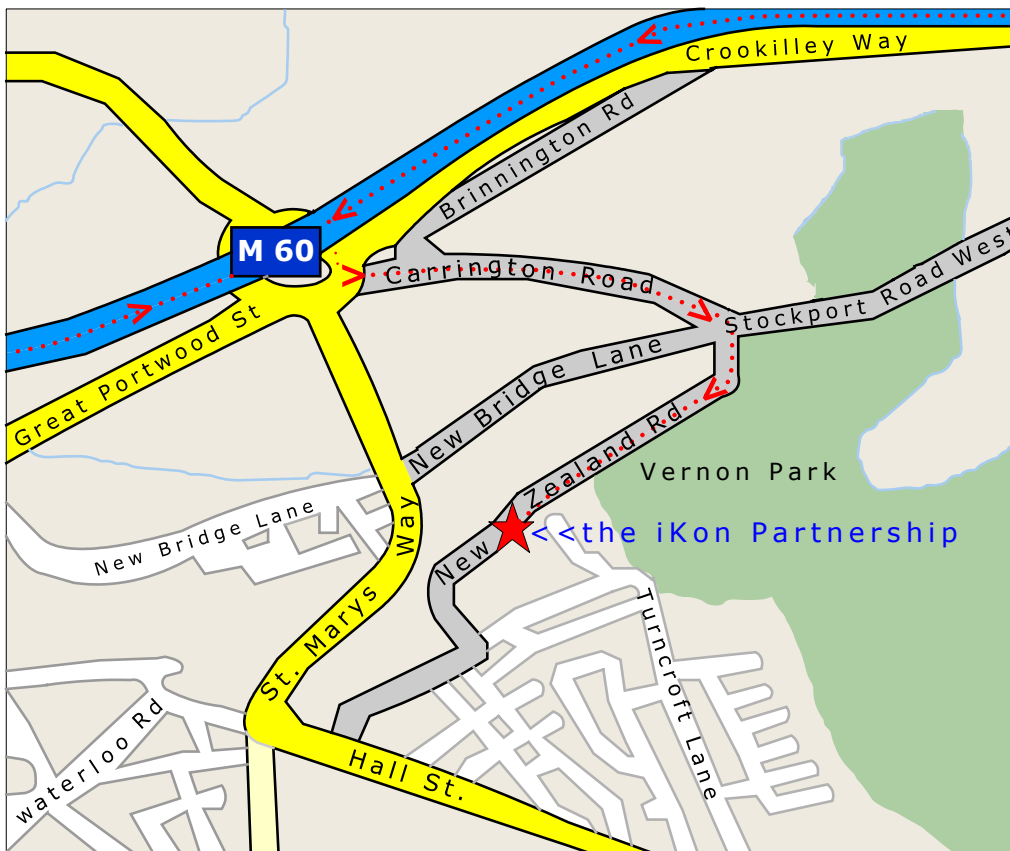 Crookilley Way
Brinnington Rd
M 60
Carrington Road
Stockport Road West
Great Portwood St
New Bridge Lane
New Zealand Rd
Vernon Park
<<the iKon Partnership
New Bridge Lane
St. Marys Way
Turncroft Lane
waterloo Rd
Hall St.